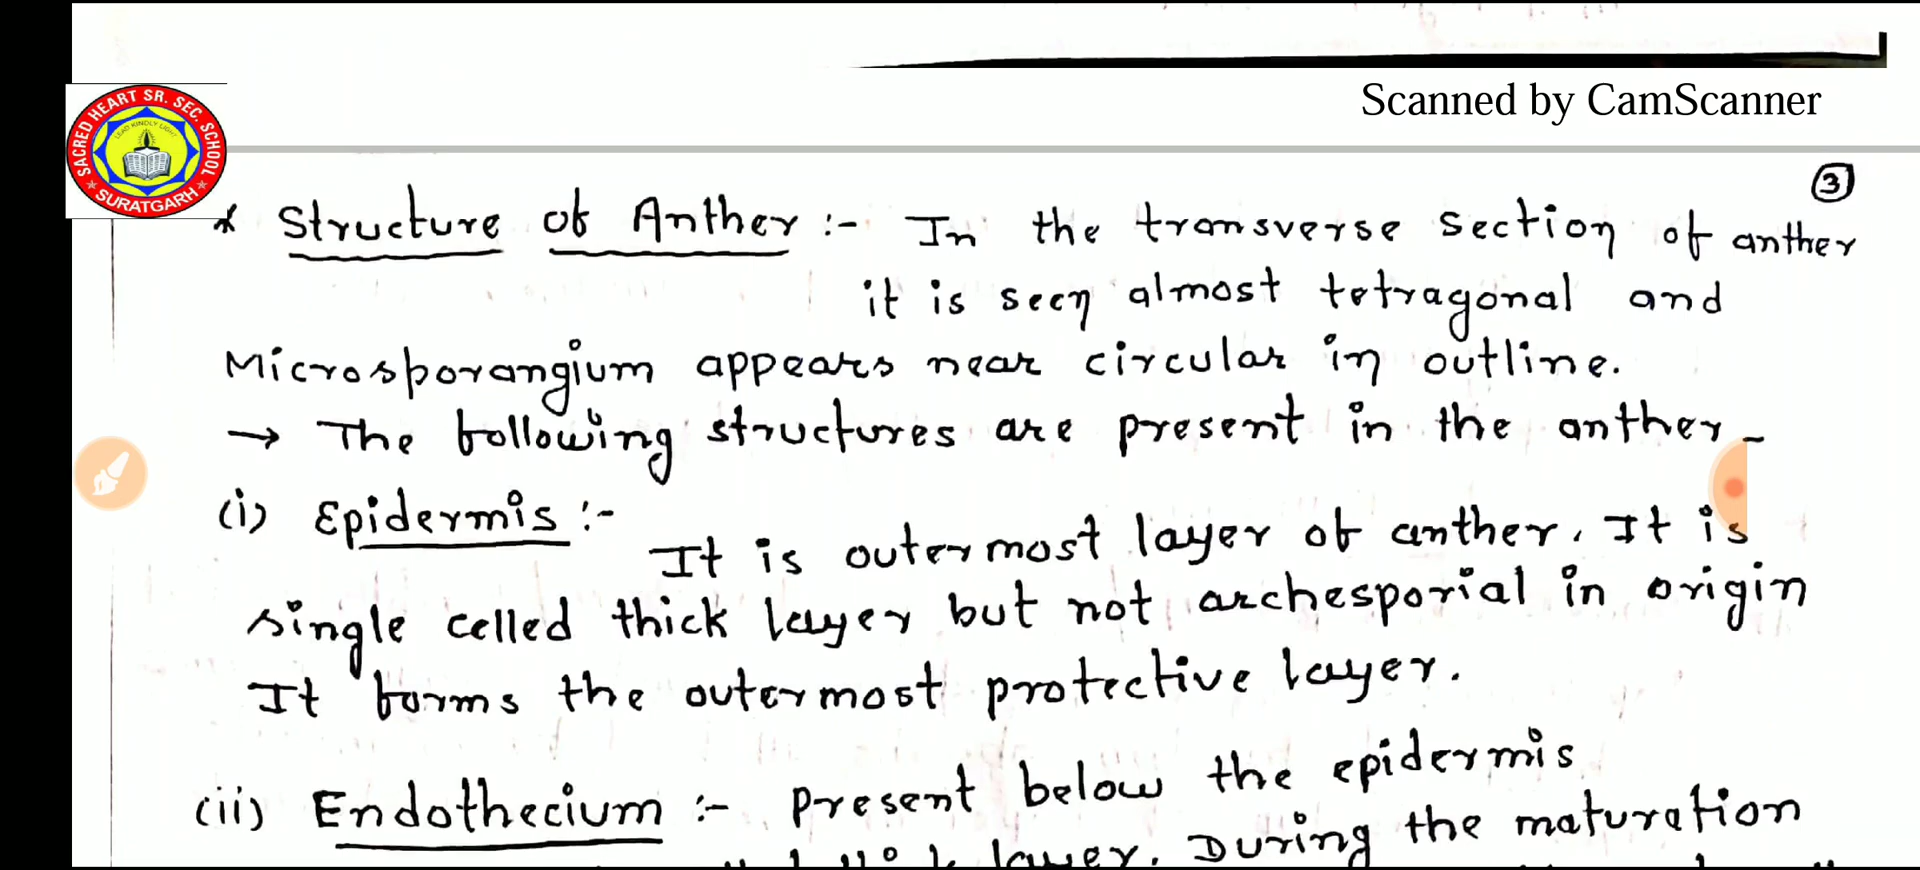 Scanned by CamScanner
SACRED HEART SR. SEC. SCHOOL
LEAD KINDLY LIGHT
SURATGARH
3
* Structure of Anther :- In the transverse section of anther
it is seen almost tetragonal and
Microsporangium appears near circular in outline.
→ The following structures are present in the anther -
(i) Epidermis :-
It is outermost layer of anther. It is
single celled thick layer but not archesporial in origin
It forms the outermost protective layer.
(ii) Endothecium :- Present below the epidermis
layer. During the maturation